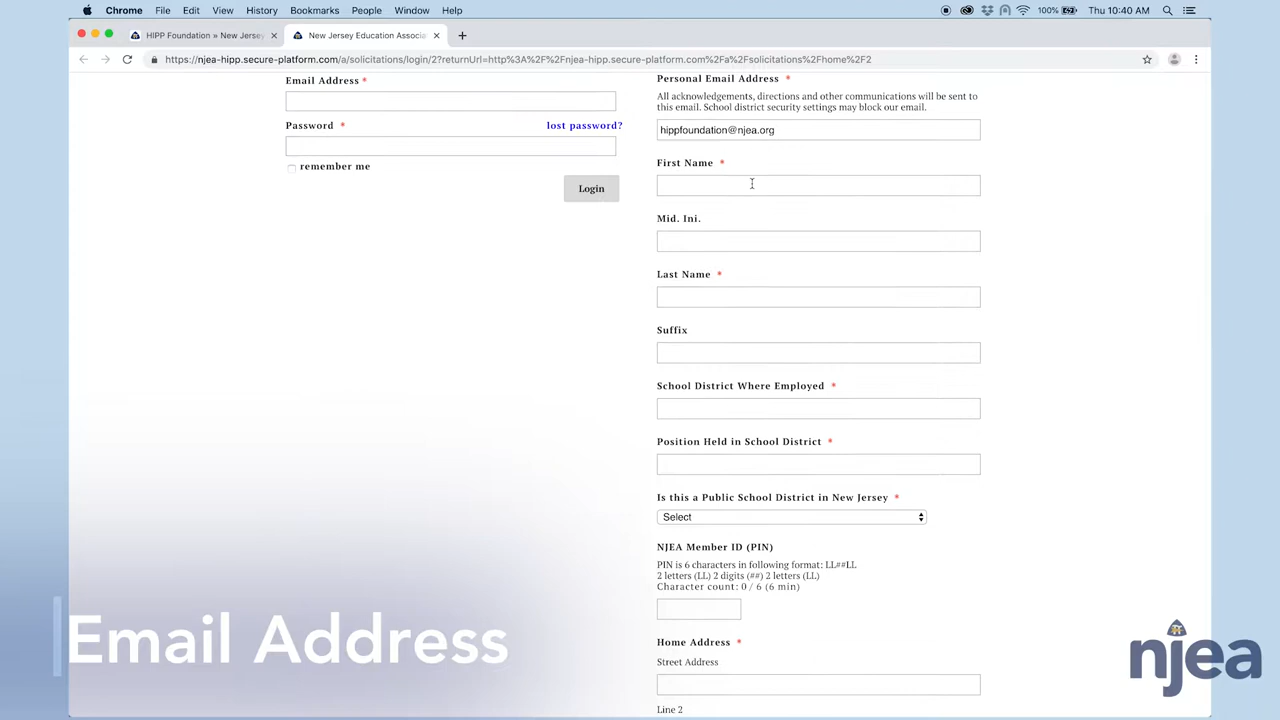 Chrome File Edit View History Bookmarks People Window Help 100% Thu 10:40 AM
HIPP Foundation » New Jersey
New Jersey Education Associa
https://njea-hipp.secure-platform.com/a/solicitations/login/2?returnUrl=http%3A%2F%2Fnjea-hipp.secure-platform.com%2Fa%2Fsolicitations%2Fhome%2F2
Email Address *
Password * lost password?
remember me
Login
Personal Email Address *
All acknowledgements, directions and other communications will be sent to
this email. School district security settings may block our email.
hippfoundation@njea.org
First Name *
Mid. Ini.
Last Name *
Suffix
School District Where Employed *
Position Held in School District *
Is this a Public School District in New Jersey *
Select
NJEA Member ID (PIN)
PIN is 6 characters in following format: LL##LL
2 letters (LL) 2 digits (##) 2 letters (LL)
Character count: 0 / 6 (6 min)
Home Address *
Street Address
Line 2
Email Address
njea